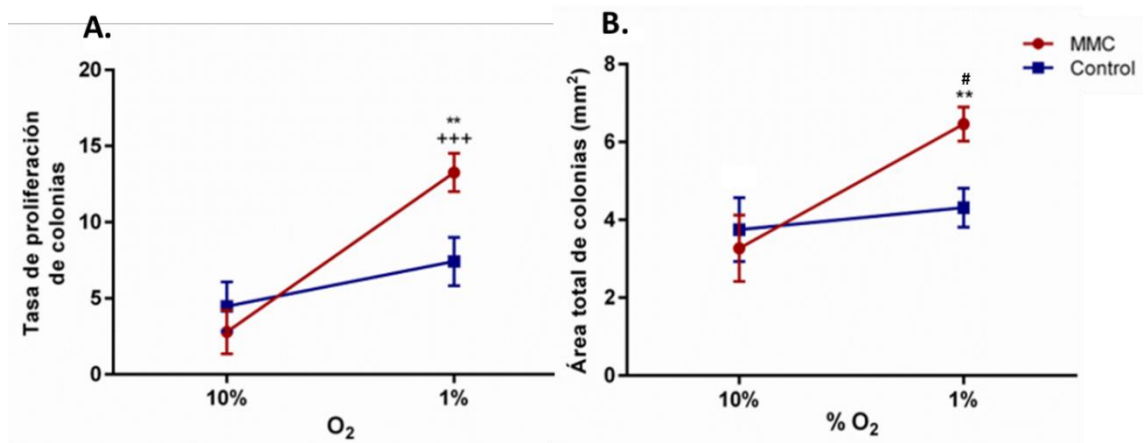 A.
Tasa de proliferación
de colonias
20
15
10
5
0
**
+++
10%
1%
O₂
B.
Área total de colonias (mm²)
8
6
4
2
0
#
**
10%
1%
% O₂
MMC
Control